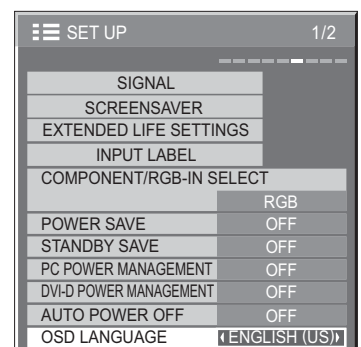 SET UP 1/2
SIGNAL
SCREENSAVER
EXTENDED LIFE SETTINGS
INPUT LABEL
COMPONENT/RGB-IN SELECT
RGB
POWER SAVE OFF
STANDBY SAVE OFF
PC POWER MANAGEMENT OFF
DVI-D POWER MANAGEMENT OFF
AUTO POWER OFF OFF
OSD LANGUAGE ENGLISH (US)